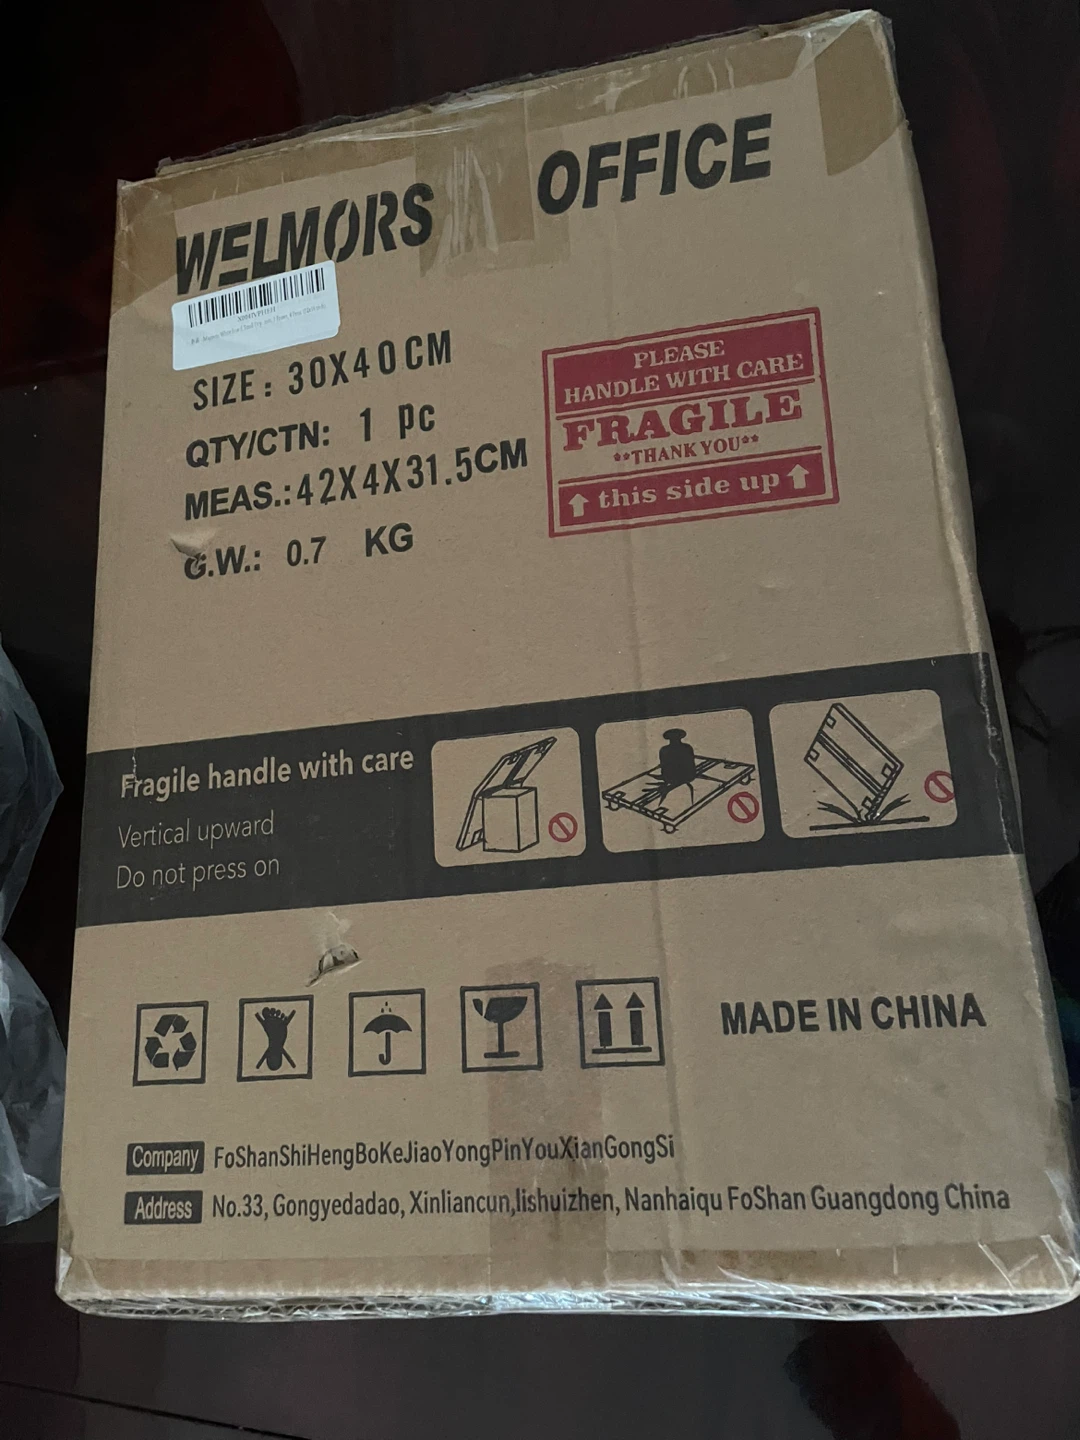 WELMORS OFFICE
SIZE: 30X40CM
QTY/CTN: 1 pc
MEAS.:42X4X31.5CM
G.W.: 0.7 KG
PLEASE
HANDLE WITH CARE
FRAGILE
**THANK YOU**
this side up
Fragile handle with care
Vertical upward
Do not press on
MADE IN CHINA
Company FoShanShiHengBoKeJiaoYongPinYouXianGongSi
Address No.33, Gongyedadao, Xinliancun,lishuizhen, Nanhaiqu FoShan Guangdong China